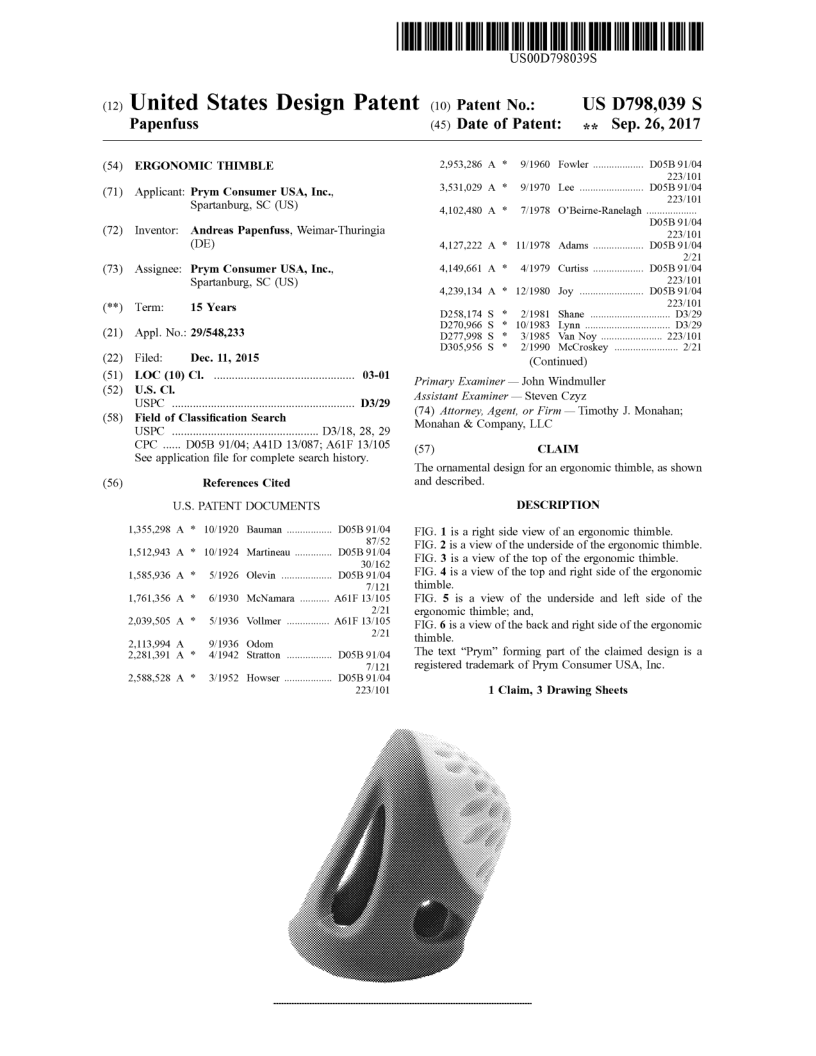 US00D798039S
(12) United States Design Patent
Papenfuss
(10) Patent No.: US D798,039 S
(45) Date of Patent: ** Sep. 26, 2017
(54) ERGONOMIC THIMBLE
(71) Applicant: Prym Consumer USA, Inc.,
Spartanburg, SC (US)
(72) Inventor: Andreas Papenfuss, Weimar-Thuringia
(DE)
(73) Assignee: Prym Consumer USA, Inc.,
Spartanburg, SC (US)
(**) Term: 15 Years
(21) Appl. No.: 29/548,233
(22) Filed: Dec. 11, 2015
(51) LOC (10) Cl. ................................................ 03-01
(52) U.S. Cl.
USPC ............................................................. D3/29
(58) Field of Classification Search
USPC ................................................. D3/18, 28, 29
CPC ...... D05B 91/04; A41D 13/087; A61F 13/105
See application file for complete search history.
(56) References Cited
U.S. PATENT DOCUMENTS
1,355,298 A * 10/1920 Bauman ................ D05B 91/04
87/52
1,512,943 A * 10/1924 Martineau ............. D05B 91/04
30/162
1,585,936 A * 5/1926 Olevin .................. D05B 91/04
7/121
1,761,356 A * 6/1930 McNamara .......... A61F 13/105
2/21
2,039,505 A * 5/1936 Vollmer ............... A61F 13/105
2/21
2,113,994 A 9/1936 Odom
2,281,391 A * 4/1942 Stratton ................. D05B 91/04
7/121
2,588,528 A * 3/1952 Howser ................. D05B 91/04
223/101
2,953,286 A * 9/1960 Fowler .................. D05B 91/04
223/101
3,531,029 A * 9/1970 Lee ....................... D05B 91/04
223/101
4,102,480 A * 7/1978 O'Beirne-Ranelagh ..................
D05B 91/04
223/101
4,127,222 A * 11/1978 Adams .................. D05B 91/04
2/21
4,149,661 A * 4/1979 Curtiss .................. D05B 91/04
223/101
4,239,134 A * 12/1980 Joy ....................... D05B 91/04
223/101
D258,174 S * 2/1981 Shane ............................. D3/29
D270,966 S * 10/1983 Lynn ............................... D3/29
D277,998 S * 3/1985 Van Noy ...................... 223/101
D305,956 S * 2/1990 McCroskey ....................... 2/21
(Continued)
Primary Examiner — John Windmuller
Assistant Examiner — Steven Czyz
(74) Attorney, Agent, or Firm — Timothy J. Monahan;
Monahan & Company, LLC
(57) CLAIM
The ornamental design for an ergonomic thimble, as shown
and described.
DESCRIPTION
FIG. 1 is a right side view of an ergonomic thimble.
FIG. 2 is a view of the underside of the ergonomic thimble.
FIG. 3 is a view of the top of the ergonomic thimble.
FIG. 4 is a view of the top and right side of the ergonomic
thimble.
FIG. 5 is a view of the underside and left side of the
ergonomic thimble; and,
FIG. 6 is a view of the back and right side of the ergonomic
thimble.
The text "Prym" forming part of the claimed design is a
registered trademark of Prym Consumer USA, Inc.
1 Claim, 3 Drawing Sheets